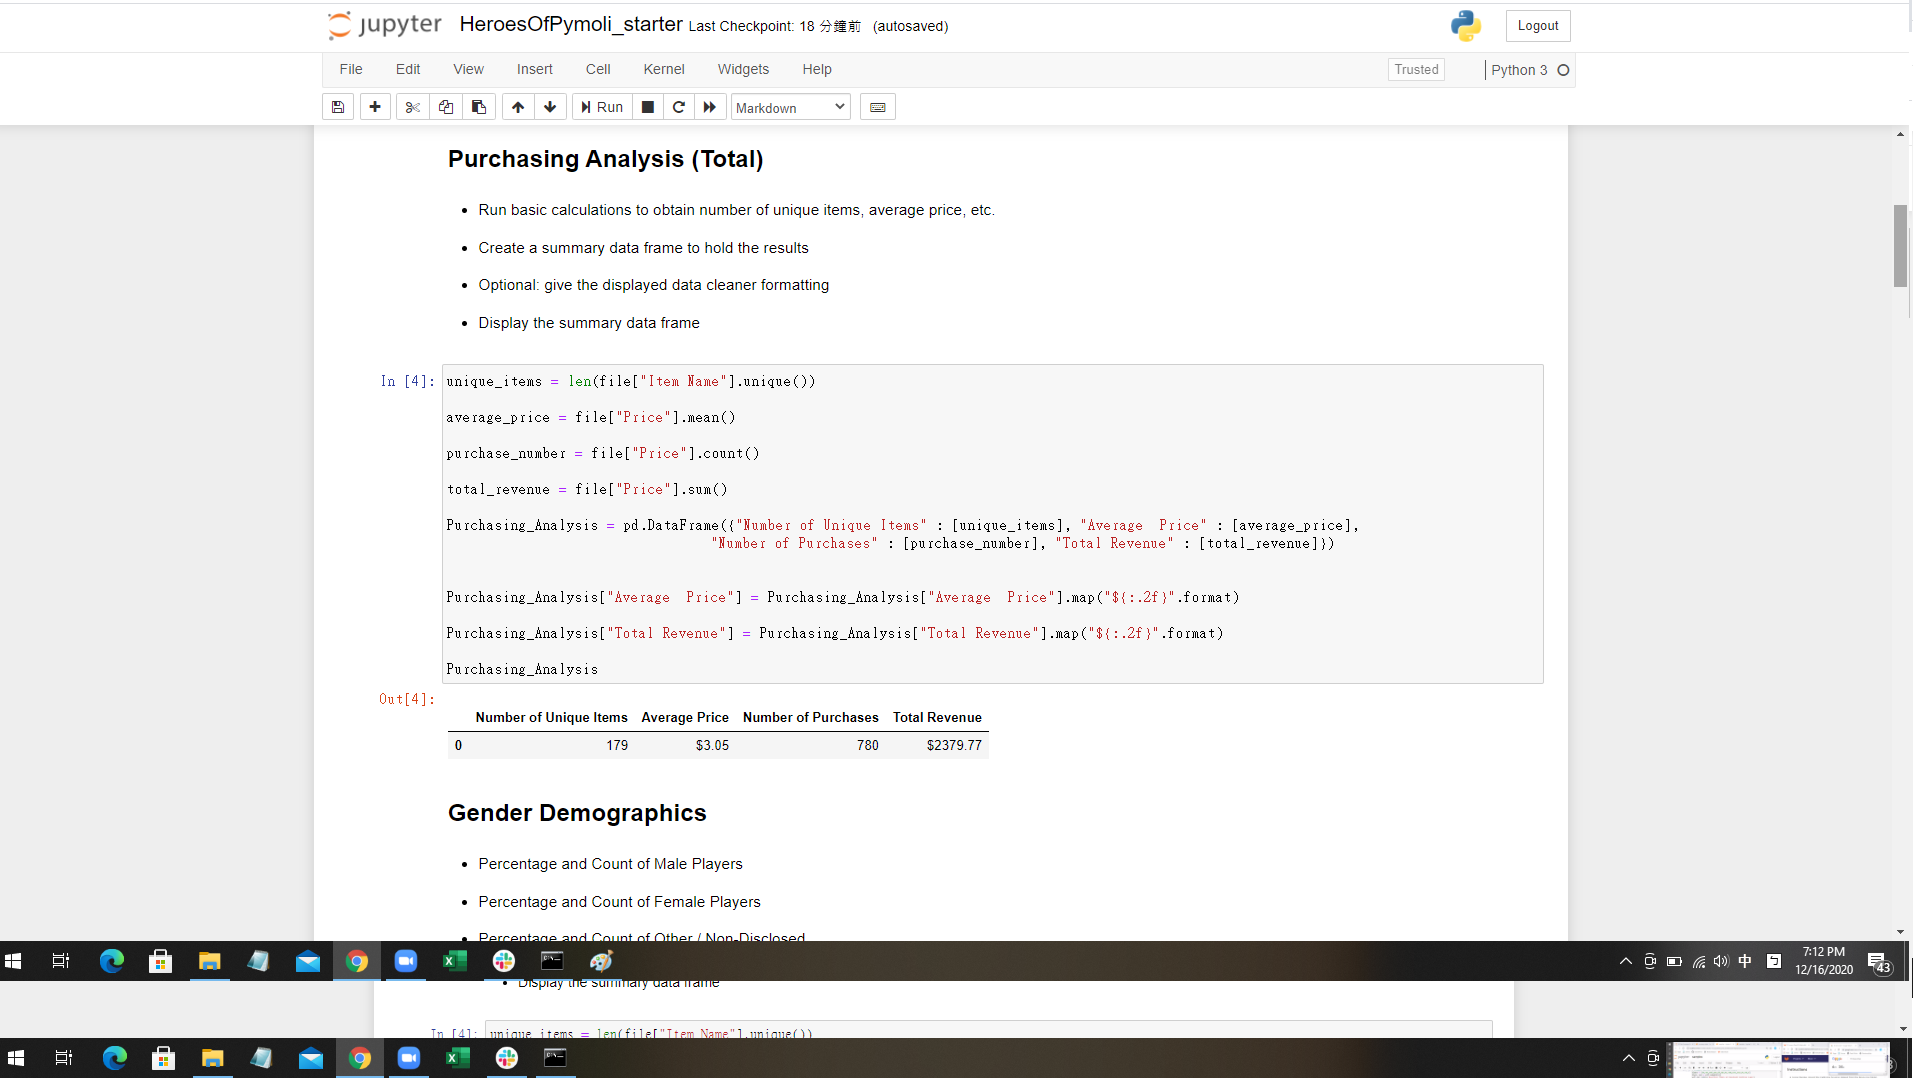 jupyter HeroesOfPymoli_starter Last Checkpoint: 18 分鐘前 (autosaved) Logout
File Edit View Insert Cell Kernel Widgets Help Trusted Python 3
Run Markdown
Purchasing Analysis (Total)
Run basic calculations to obtain number of unique items, average price, etc.
Create a summary data frame to hold the results
Optional: give the displayed data cleaner formatting
Display the summary data frame
In [4]: unique_items = len(file["Item Name"].unique())
average_price = file["Price"].mean()
purchase_number = file["Price"].count()
total_revenue = file["Price"].sum()
Purchasing_Analysis = pd.DataFrame({"Number of Unique Items" : [unique_items], "Average  Price" : [average_price],
"Number of Purchases" : [purchase_number], "Total Revenue" : [total_revenue]})
Purchasing_Analysis["Average  Price"] = Purchasing_Analysis["Average  Price"].map("${:.2f}".format)
Purchasing_Analysis["Total Revenue"] = Purchasing_Analysis["Total Revenue"].map("${:.2f}".format)
Purchasing_Analysis
Out[4]:
Number of Unique Items Average Price Number of Purchases Total Revenue
0 179 $3.05 780 $2379.77
Gender Demographics
Percentage and Count of Male Players
Percentage and Count of Female Players
Percentage and Count of Other / Non-Disclosed
中 7:12 PM
12/16/2020 43
Display the summary data frame
In [4]: unique_items = len(file["Item Name"].unique())